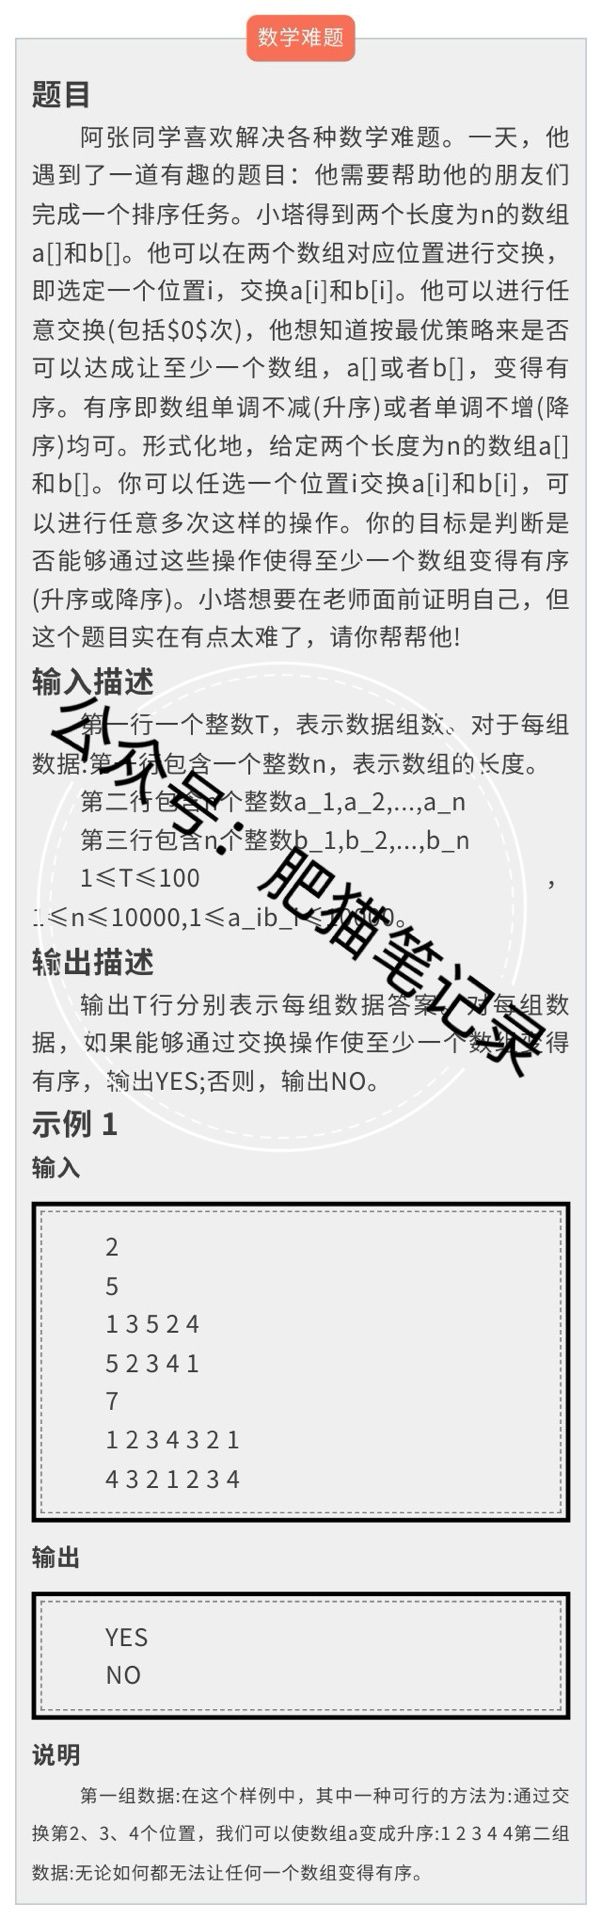 数学难题
题目
阿张同学喜欢解决各种数学难题。一天，他
遇到了一道有趣的题目：他需要帮助他的朋友们
完成一个排序任务。小塔得到两个长度为n的数组
a[]和b[]。他可以在两个数组对应位置进行交换，
即选定一个位置i，交换a[i]和b[i]。他可以进行任
意交换(包括$0$次)，他想知道按最优策略来是否
可以达成让至少一个数组，a[]或者b[]，变得有
序。有序即数组单调不减(升序)或者单调不增(降
序)均可。形式化地，给定两个长度为n的数组a[]
和b[]。你可以任选一个位置i交换a[i]和b[i]，可
以进行任意多次这样的操作。你的目标是判断是
否能够通过这些操作使得至少一个数组变得有序
(升序或降序)。小塔想要在老师面前证明自己，但
这个题目实在有点太难了，请你帮帮他!
输入描述
第一行一个整数T，表示数据组数。对于每组
数据:第一行包含一个整数n，表示数组的长度。
第二行包含n个整数a_1,a_2,...,a_n
第三行包含n个整数b_1,b_2,...,b_n
1≤T≤100，
1≤n≤10000,1≤a_ib_i≤10000。
输出描述
输出T行分别表示每组数据答案。对每组数
据，如果能够通过交换操作使至少一个数组变得
有序，输出YES;否则，输出NO。
公众号：肥猫笔记录
示例 1
输入
2
5
1 3 5 2 4
5 2 3 4 1
7
1 2 3 4 3 2 1
4 3 2 1 2 3 4
输出
YES
NO
说明
第一组数据:在这个样例中，其中一种可行的方法为:通过交
换第2、3、4个位置，我们可以使数组a变成升序:1 2 3 4 4第二组
数据:无论如何都无法让任何一个数组变得有序。